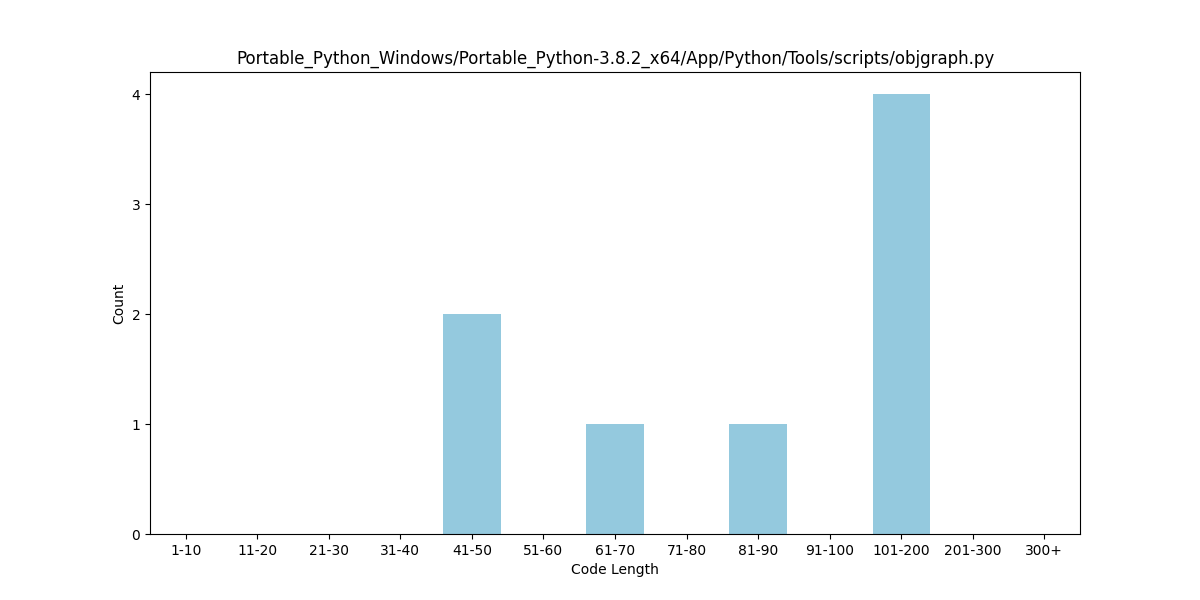 Portable_Python_Windows/Portable_Python-3.8.2_x64/App/Python/Tools/scripts/objgraph.py
4
3
2
1
0
Count
1-10 11-20 21-30 31-40 41-50 51-60 61-70 71-80 81-90 91-100 101-200 201-300 300+
Code Length